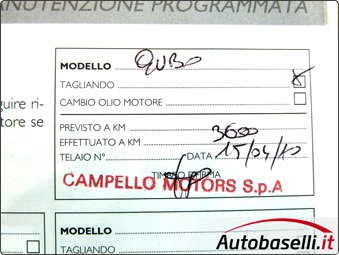 MANUTENZIONE PROGRAMMATA
MODELLO QUBO
TAGLIANDO
CAMBIO OLIO MOTORE
guire ri-
tore se
PREVISTO A KM
EFFETTUATO A KM 3600
TELAIO N° DATA 15/04/10
TIMBRO E FIRMA
CAMPELLO MOTORS S.p.A
MODELLO
TAGLIANDO
Autobaselli.it